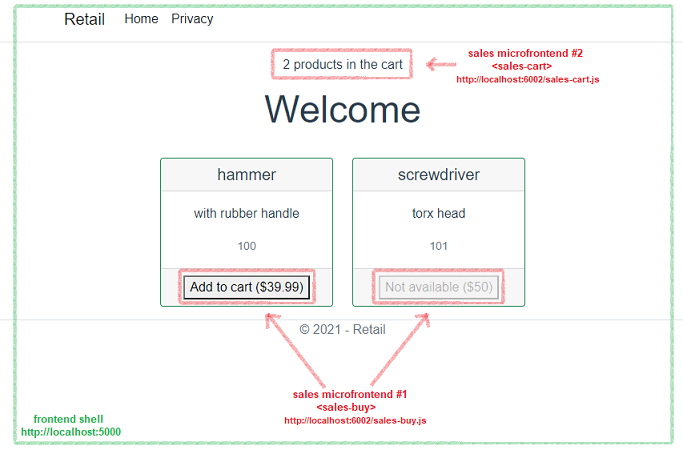 Retail Home Privacy
2 products in the cart
sales microfrontend #2
<sales-cart>
http://localhost:6002/sales-cart.js
Welcome
hammer
with rubber handle
100
Add to cart ($39.99)
screwdriver
torx head
101
Not available ($50)
© 2021 - Retail
sales microfrontend #1
<sales-buy>
http://localhost:6002/sales-buy.js
frontend shell
http://localhost:5000